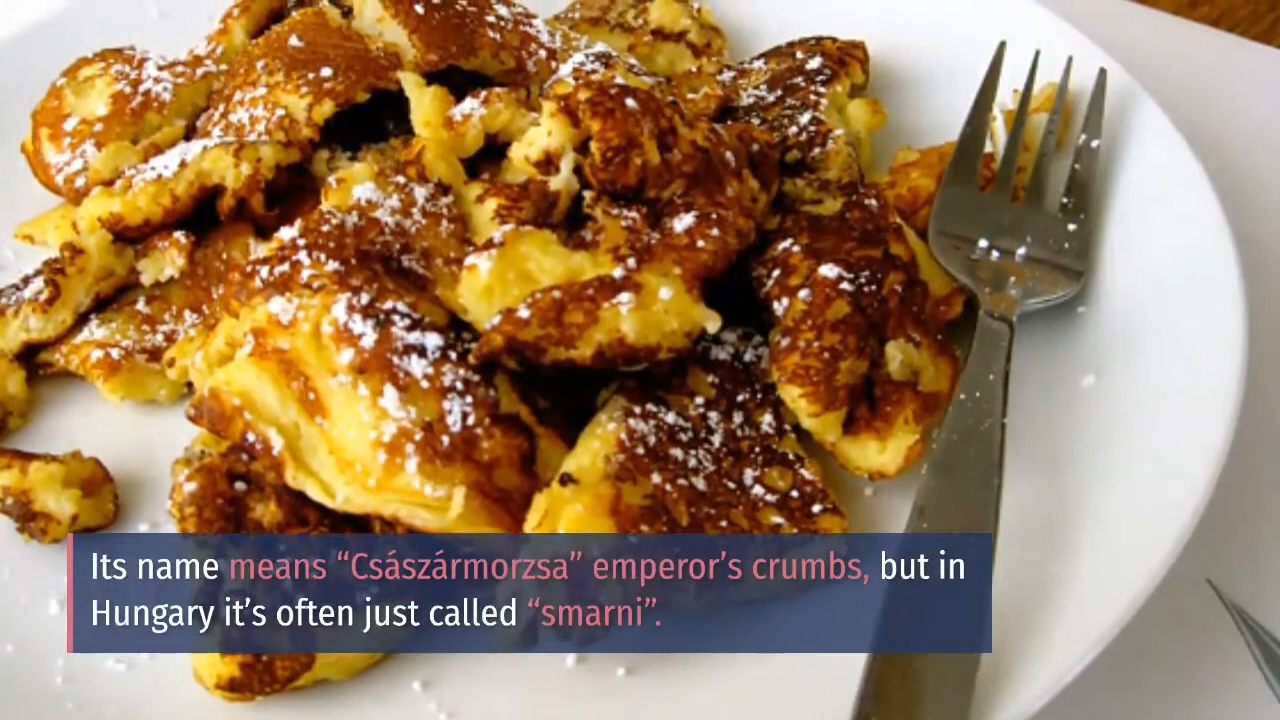 Its name means “Császármorzsa” emperor’s crumbs, but in
Hungary it’s often just called “smarni”.